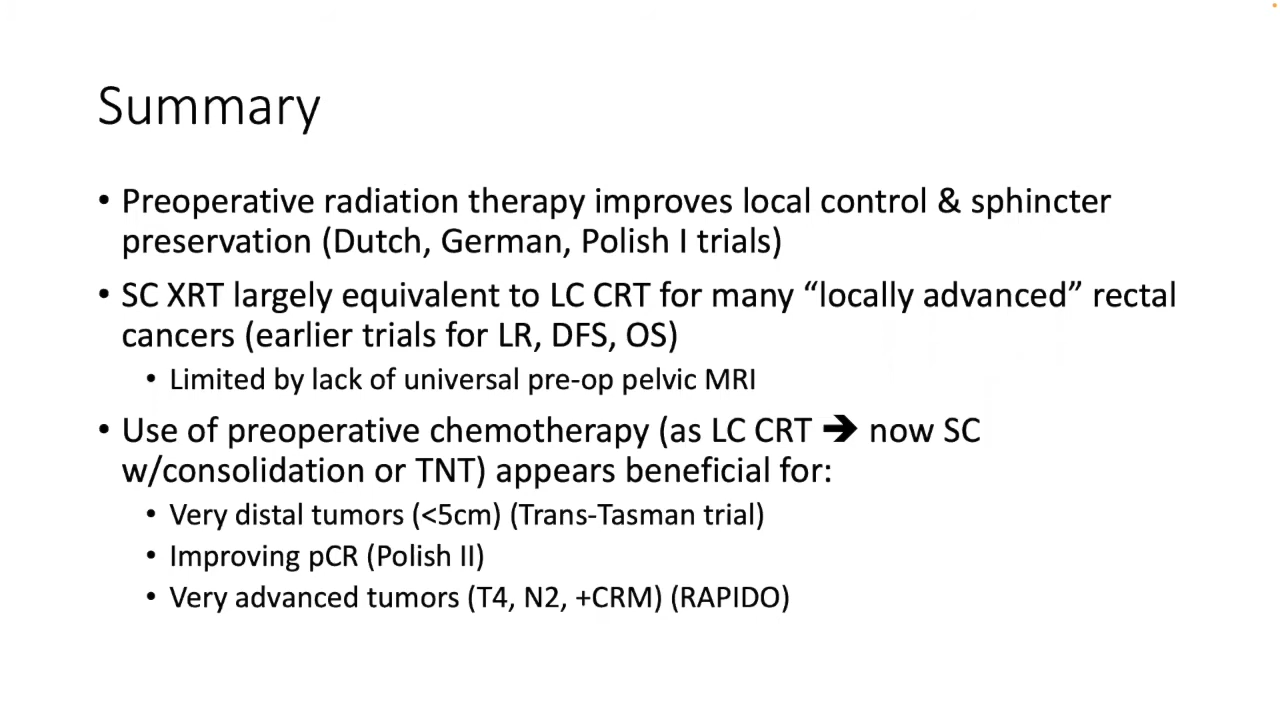 Summary
• Preoperative radiation therapy improves local control & sphincter
preservation (Dutch, German, Polish I trials)
• SC XRT largely equivalent to LC CRT for many “locally advanced” rectal
cancers (earlier trials for LR, DFS, OS)
• Limited by lack of universal pre-op pelvic MRI
• Use of preoperative chemotherapy (as LC CRT ➔ now SC
w/consolidation or TNT) appears beneficial for:
• Very distal tumors (<5cm) (Trans-Tasman trial)
• Improving pCR (Polish II)
• Very advanced tumors (T4, N2, +CRM) (RAPIDO)